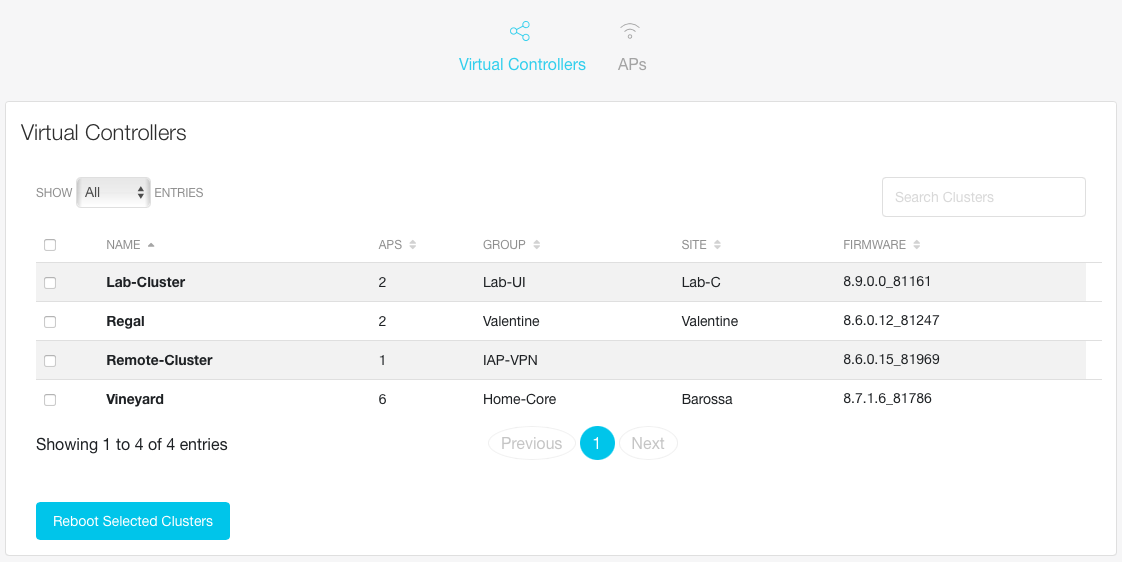 Virtual Controllers APs
Virtual Controllers
SHOW All ENTRIES Search Clusters
NAME APS GROUP SITE FIRMWARE
Lab-Cluster 2 Lab-UI Lab-C 8.9.0.0_81161
Regal 2 Valentine Valentine 8.6.0.12_81247
Remote-Cluster 1 IAP-VPN 8.6.0.15_81969
Vineyard 6 Home-Core Barossa 8.7.1.6_81786
Showing 1 to 4 of 4 entries Previous 1 Next
Reboot Selected Clusters